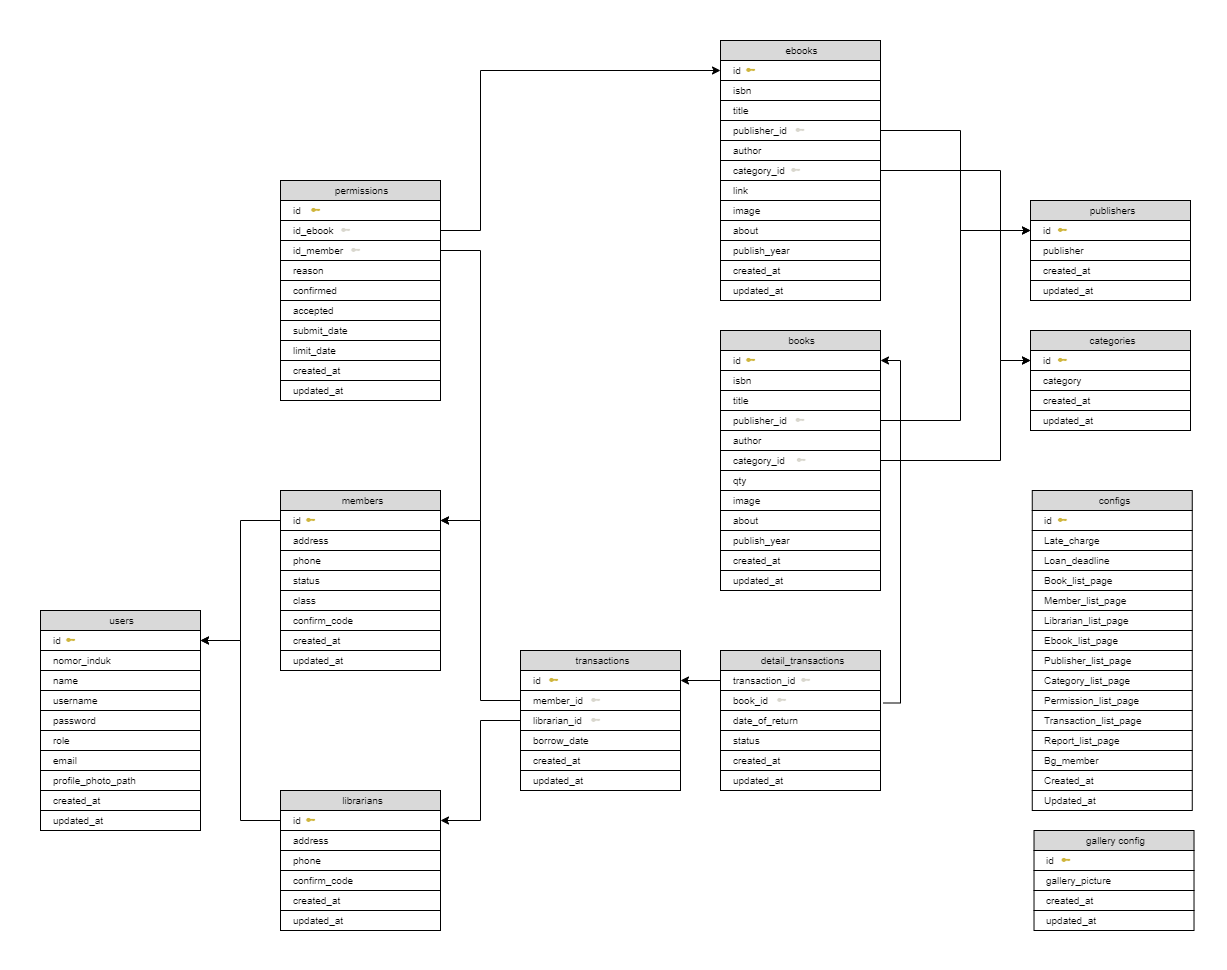 ebooks
id
isbn
title
publisher_id
author
category_id
link
image
about
publish_year
created_at
updated_at
permissions
id
id_ebook
id_member
reason
confirmed
accepted
submit_date
limit_date
created_at
updated_at
publishers
id
publisher
created_at
updated_at
books
id
isbn
title
publisher_id
author
category_id
qty
image
about
publish_year
created_at
updated_at
categories
id
category
created_at
updated_at
members
id
address
phone
status
class
confirm_code
created_at
updated_at
configs
id
Late_charge
Loan_deadline
Book_list_page
Member_list_page
Librarian_list_page
Ebook_list_page
Publisher_list_page
Category_list_page
Permission_list_page
Transaction_list_page
Report_list_page
Bg_member
Created_at
Updated_at
users
id
nomor_induk
name
username
password
role
email
profile_photo_path
created_at
updated_at
transactions
id
member_id
librarian_id
borrow_date
created_at
updated_at
detail_transactions
transaction_id
book_id
date_of_return
status
created_at
updated_at
librarians
id
address
phone
confirm_code
created_at
updated_at
gallery config
id
gallery_picture
created_at
updated_at